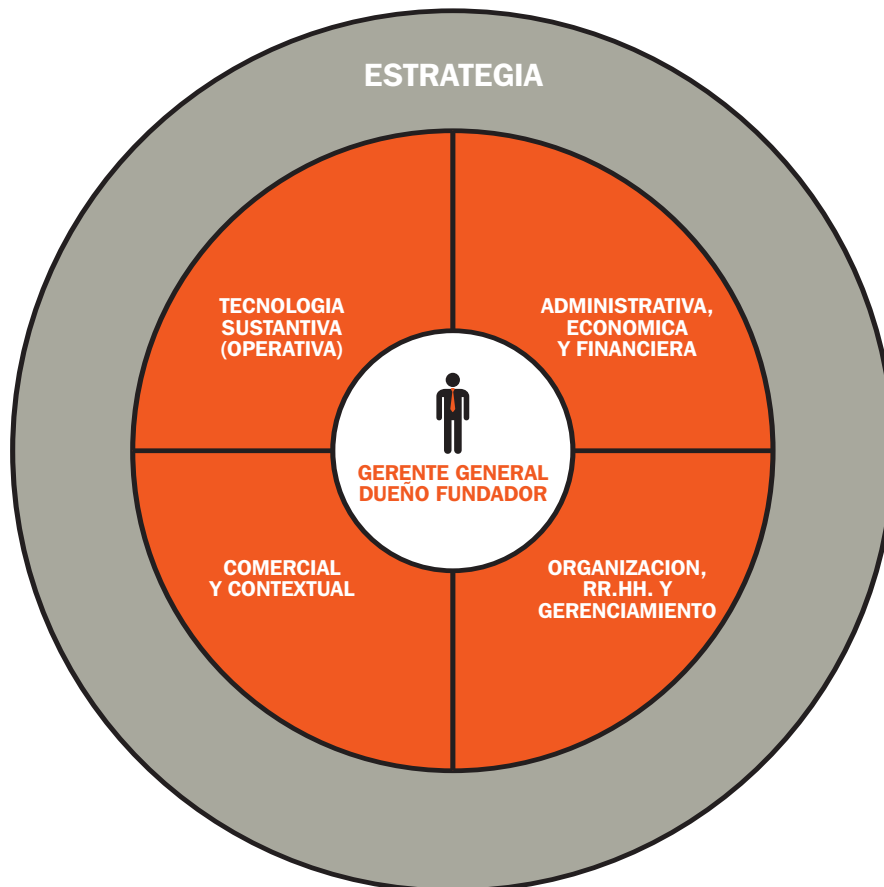 ESTRATEGIA
TECNOLOGIA
SUSTANTIVA
(OPERATIVA)
ADMINISTRATIVA,
ECONOMICA
Y FINANCIERA
GERENTE GENERAL
DUEÑO FUNDADOR
COMERCIAL
Y CONTEXTUAL
ORGANIZACION,
RR.HH. Y
GERENCIAMIENTO